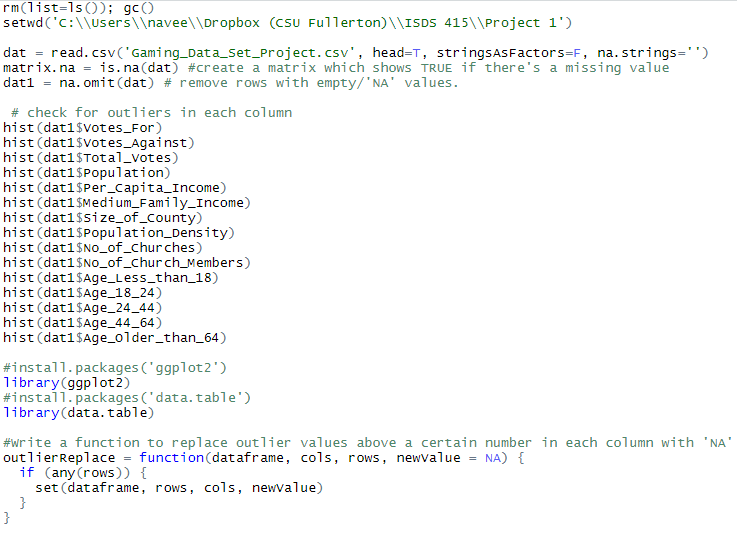 rm(list=ls()); gc()
setwd('C:\\Users\\navee\\Dropbox (CSU Fullerton)\\ISDS 415\\Project 1')

dat = read.csv('Gaming_Data_Set_Project.csv', head=T, stringsAsFactors=F, na.strings='')
matrix.na = is.na(dat) #create a matrix which shows TRUE if there's a missing value
dat1 = na.omit(dat) # remove rows with empty/'NA' values.

 # check for outliers in each column
hist(dat1$Votes_For)
hist(dat1$Votes_Against)
hist(dat1$Total_Votes)
hist(dat1$Population)
hist(dat1$Per_Capita_Income)
hist(dat1$Medium_Family_Income)
hist(dat1$Size_of_County)
hist(dat1$Population_Density)
hist(dat1$No_of_Churches)
hist(dat1$No_of_Church_Members)
hist(dat1$Age_Less_than_18)
hist(dat1$Age_18_24)
hist(dat1$Age_24_44)
hist(dat1$Age_44_64)
hist(dat1$Age_Older_than_64)

#install.packages('ggplot2')
library(ggplot2)
#install.packages('data.table')
library(data.table)

#Write a function to replace outlier values above a certain number in each column with 'NA'
outlierReplace = function(dataframe, cols, rows, newValue = NA) {
  if (any(rows)) {
    set(dataframe, rows, cols, newValue)
  }
}